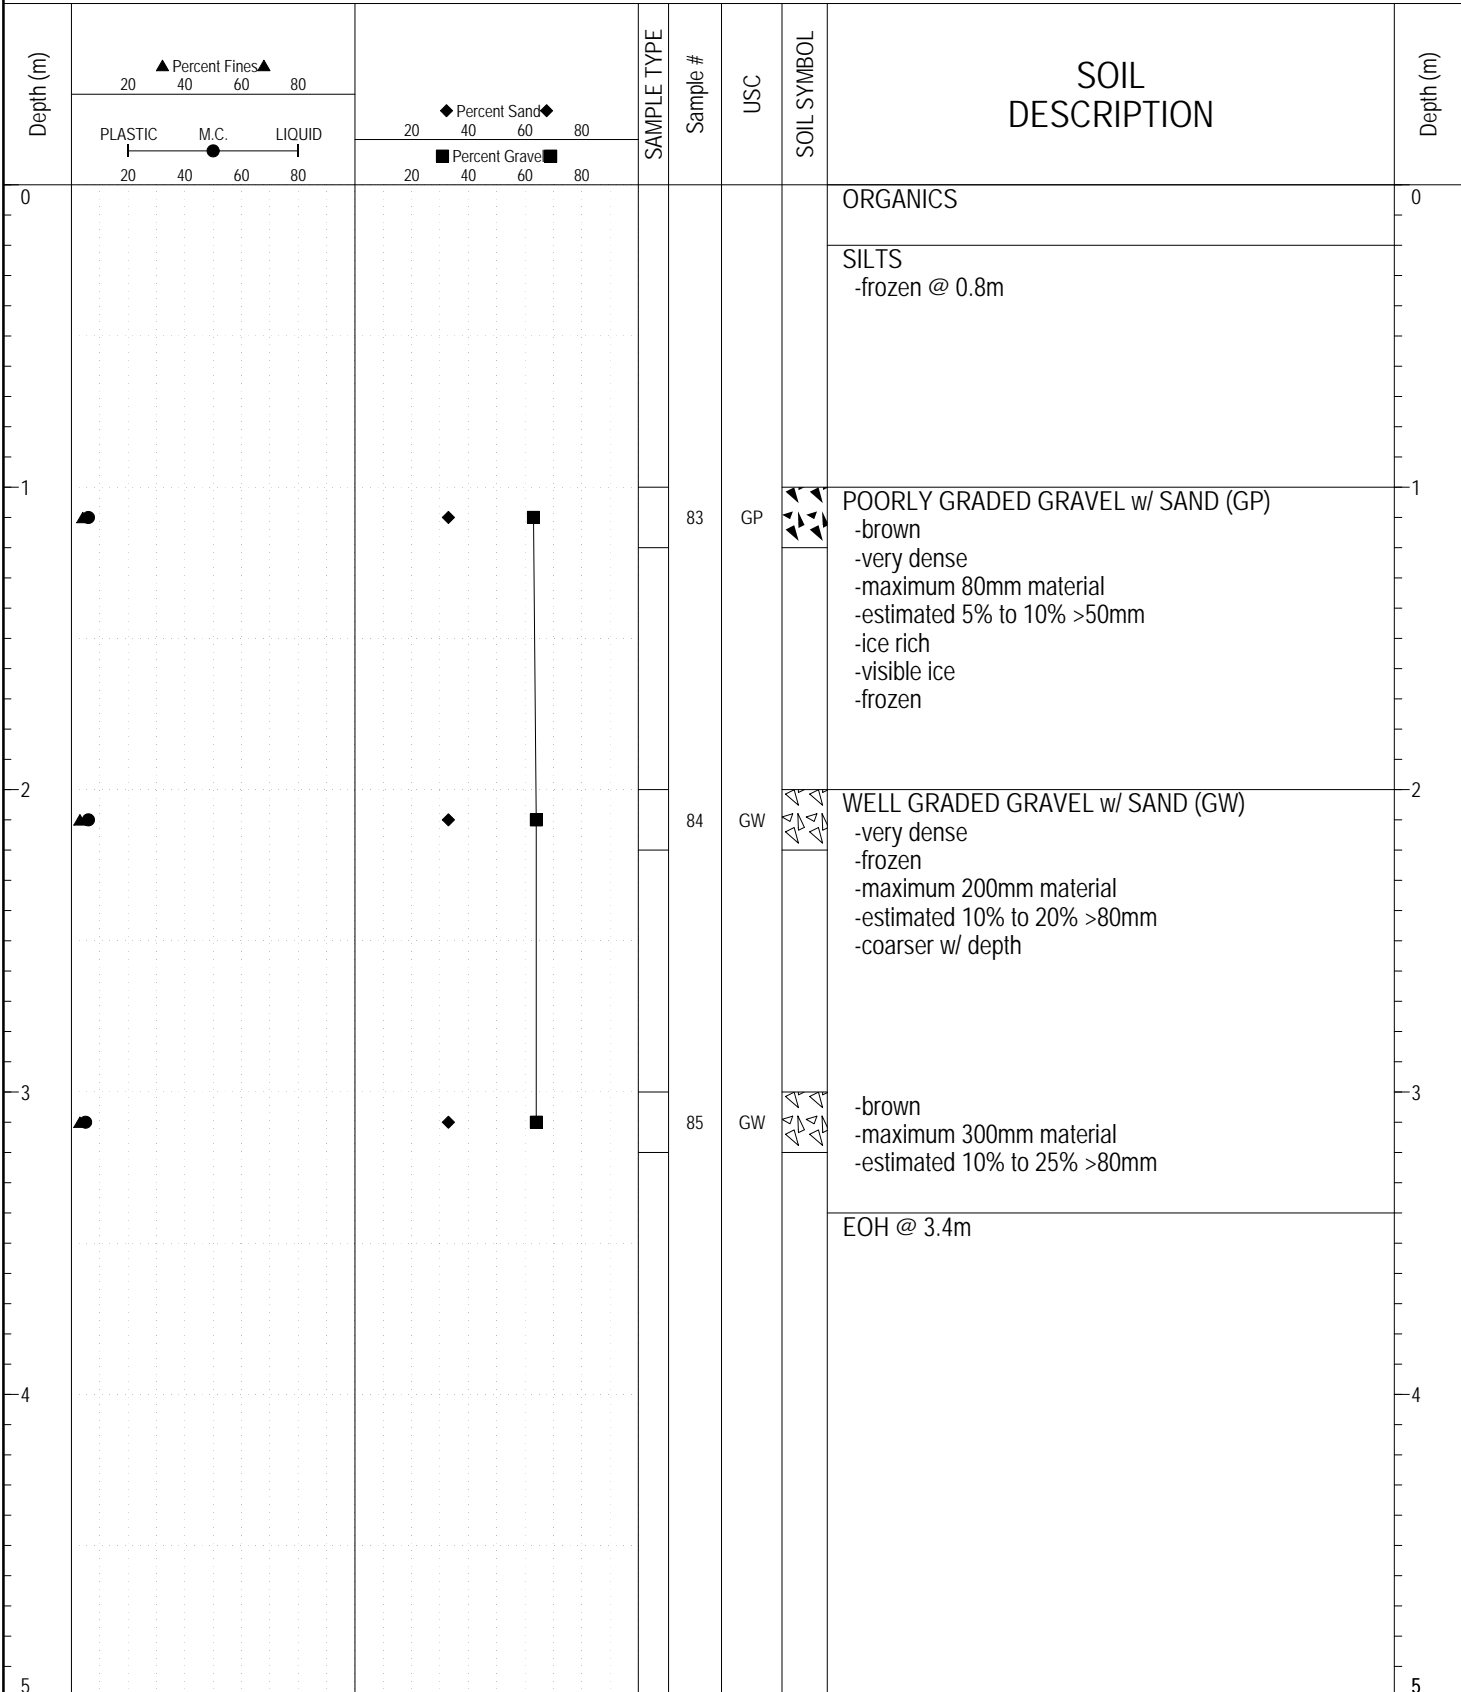 Depth (m)
▲ Percent Fines ▲
20 40 60 80
PLASTIC M.C. LIQUID
20 40 60 80
◆ Percent Sand ◆
20 40 60 80
■ Percent Gravel ■
20 40 60 80
SAMPLE TYPE
Sample #
USC
SOIL SYMBOL
SOIL
DESCRIPTION
Depth (m)
0 ORGANICS 0
SILTS
-frozen @ 0.8m
1 POORLY GRADED GRAVEL w/ SAND (GP) 1
83 GP
-brown
-very dense
-maximum 80mm material
-estimated 5% to 10% >50mm
-ice rich
-visible ice
-frozen
2 WELL GRADED GRAVEL w/ SAND (GW) 2
84 GW
-very dense
-frozen
-maximum 200mm material
-estimated 10% to 20% >80mm
-coarser w/ depth
3 3
-brown
85 GW
-maximum 300mm material
-estimated 10% to 25% >80mm
EOH @ 3.4m
4 4
5 5